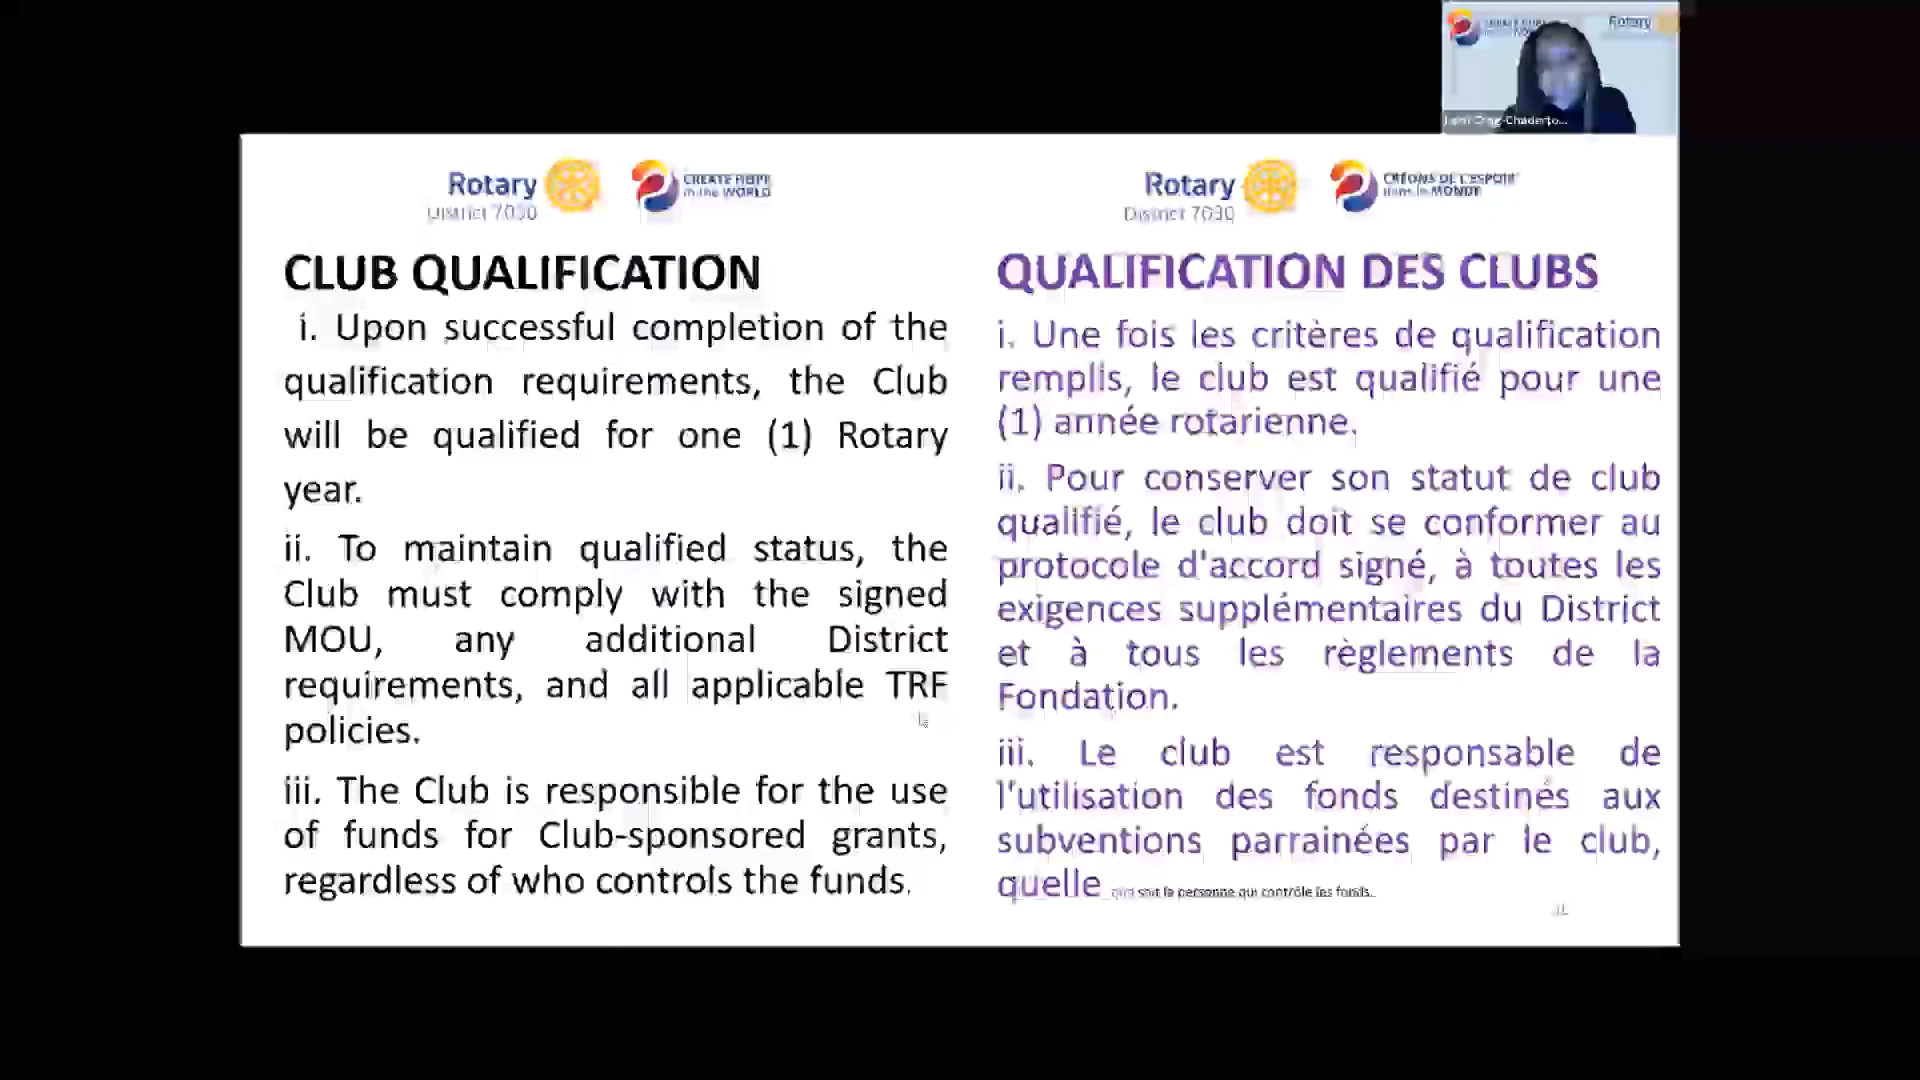 Rotary
District 7030
CREATE HOPE
in the WORLD
CLUB QUALIFICATION
i. Upon successful completion of the
qualification requirements, the Club
will be qualified for one (1) Rotary
year.
ii. To maintain qualified status, the
Club must comply with the signed
MOU, any additional District
requirements, and all applicable TRF
policies.
iii. The Club is responsible for the use
of funds for Club-sponsored grants,
regardless of who controls the funds.
Rotary
District 7030
CRÉONS DE L'ESPOIR
dans le MONDE
QUALIFICATION DES CLUBS
i. Une fois les critères de qualification
remplis, le club est qualifié pour une
(1) année rotarienne.
ii. Pour conserver son statut de club
qualifié, le club doit se conformer au
protocole d'accord signé, à toutes les
exigences supplémentaires du District
et à tous les règlements de la
Fondation.
iii. Le club est responsable de
l'utilisation des fonds destinés aux
subventions parrainées par le club,
quelle que soit la personne qui contrôle les fonds.
Rotary